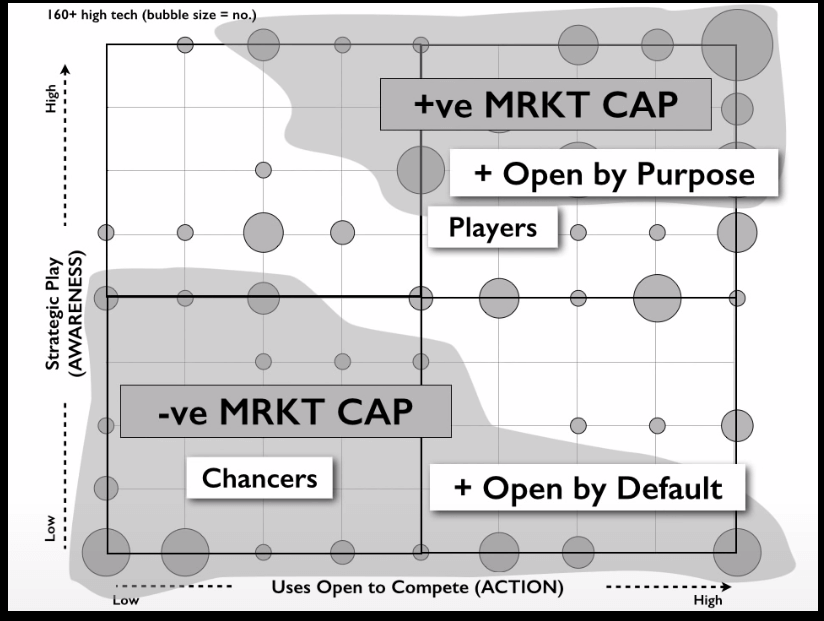 160+ high tech (bubble size = no.)
High
+ve MRKT CAP
+ Open by Purpose
Players
Strategic Play
(AWARENESS)
-ve MRKT CAP
Chancers
+ Open by Default
Low
Uses Open to Compete (ACTION)
Low
High